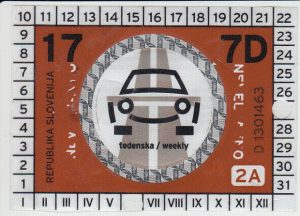 10 11 12 13 14 15 16 17 18 19 20 21 22
9 23
8 24
7 25
6 26
5 27
4 28
3 29
2 30
1 31
17 7D
REPUBLIKA SLOVENIJA
D 1301463
tedenska / weekly
2A
I II III IV V VII VIII IX X XI XII